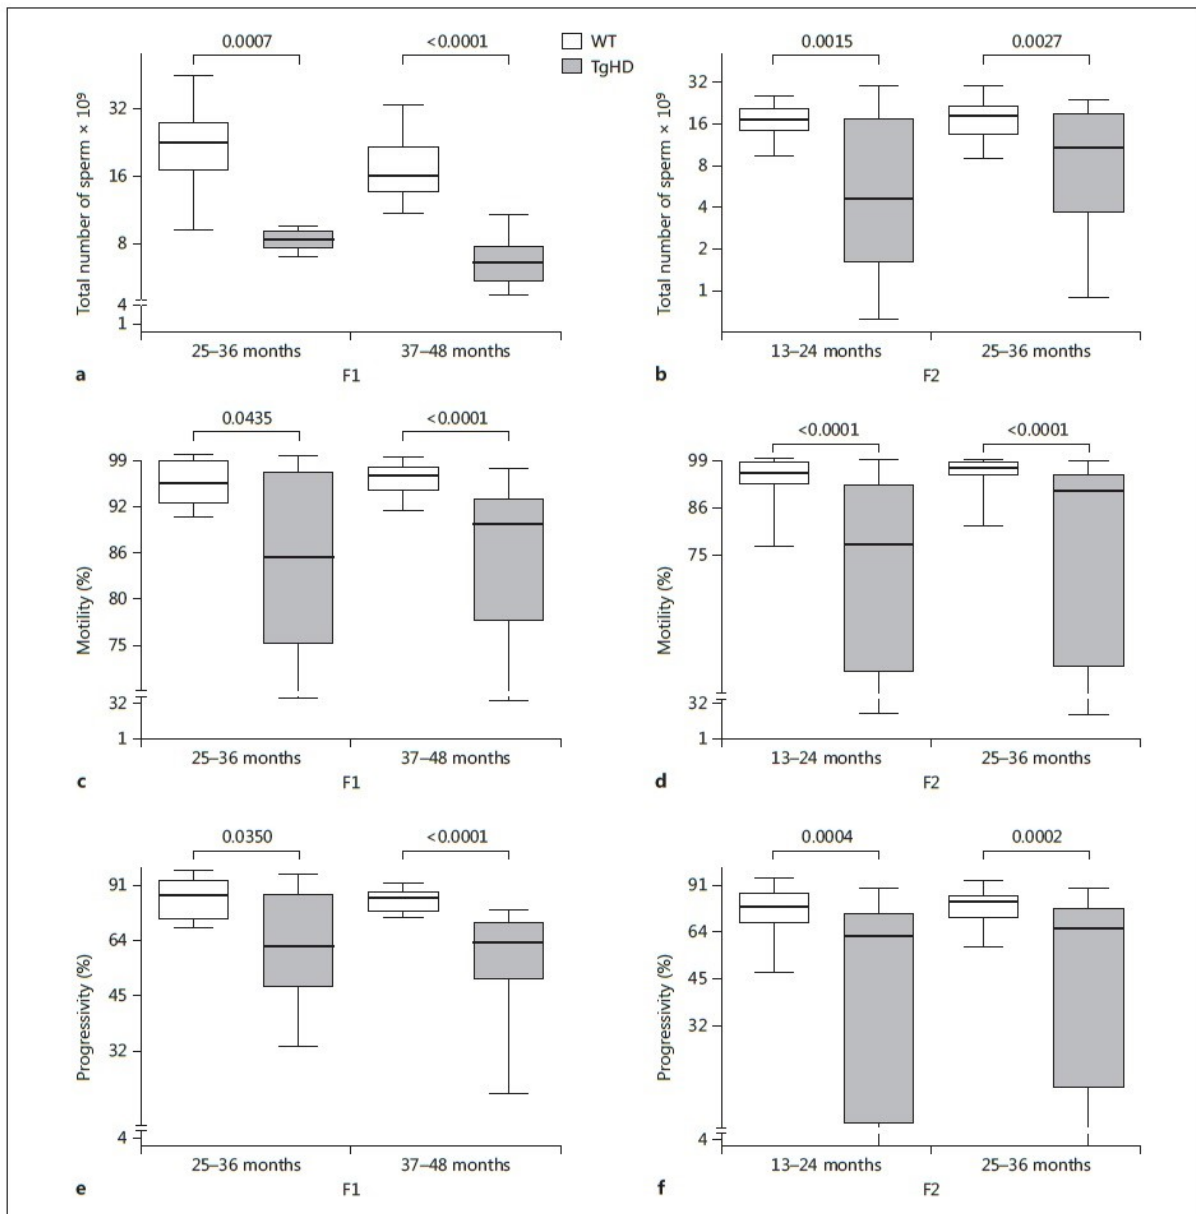 0.0007 <0.0001
WT
TgHD
Total number of sperm × 10⁹
32
16
8
4
1
25–36 months 37–48 months
a F1
0.0015 0.0027
Total number of sperm × 10⁹
32
16
8
4
2
1
13–24 months 25–36 months
b F2
0.0435 <0.0001
Motility (%)
99
92
86
80
75
32
1
25–36 months 37–48 months
c F1
<0.0001 <0.0001
Motility (%)
99
86
75
32
1
13–24 months 25–36 months
d F2
0.0350 <0.0001
Progressivity (%)
91
64
45
32
4
25–36 months 37–48 months
e F1
0.0004 0.0002
Progressivity (%)
91
64
45
32
4
13–24 months 25–36 months
f F2